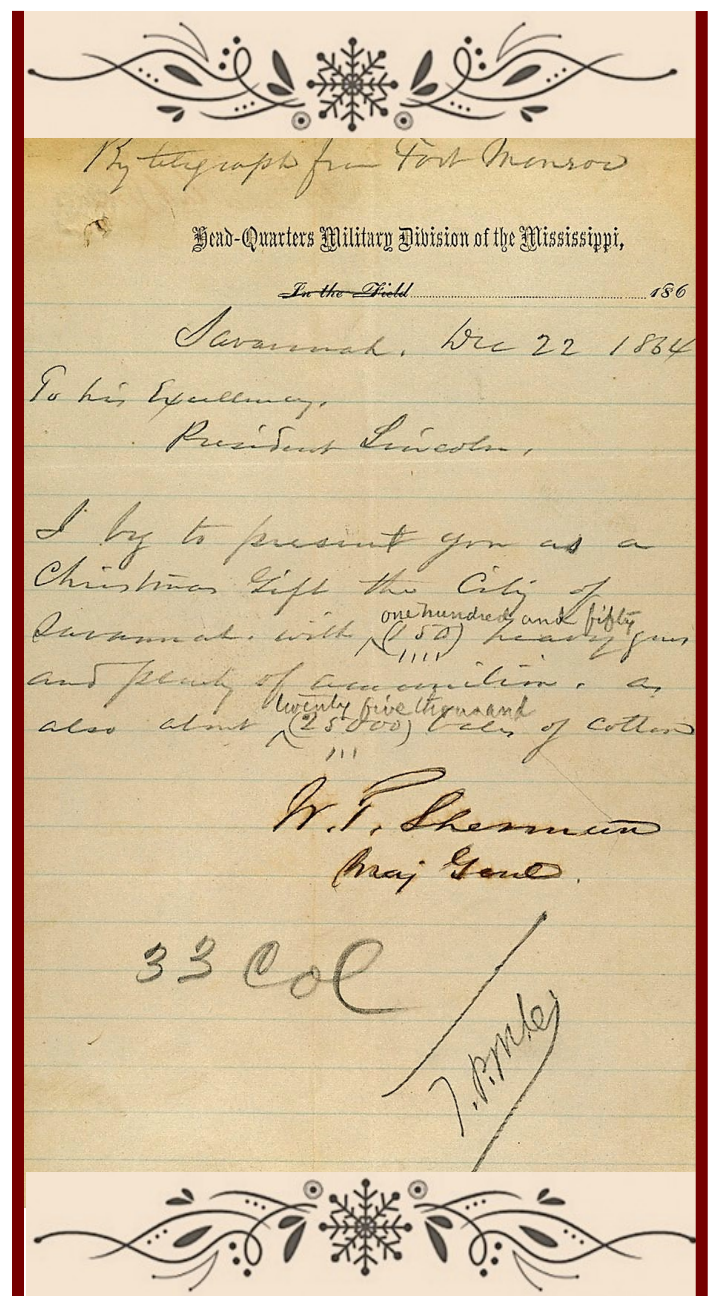 By telegraph from Fort Monroe
Head-Quarters Military Division of the Mississippi,
In the Field 186
Savannah, Dec 22 1864
To his Excellency,
President Lincoln,
I beg to present you as a
Christmas Gift the City of
one hundred and fifty
Savannah. with (150) heavy guns
and plenty of ammunition. as
twenty five thousand
also about (25000) bales of cotton
W.T. Sherman
Maj Genl.
33 Col